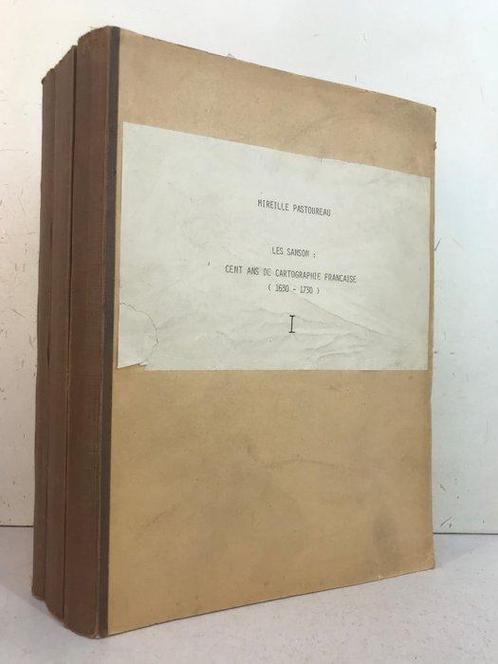 MIREILLE PASTOUREAU
LES SANSON :
CENT ANS DE CARTOGRAPHIE FRANCAISE
( 1630 - 1730 )
I